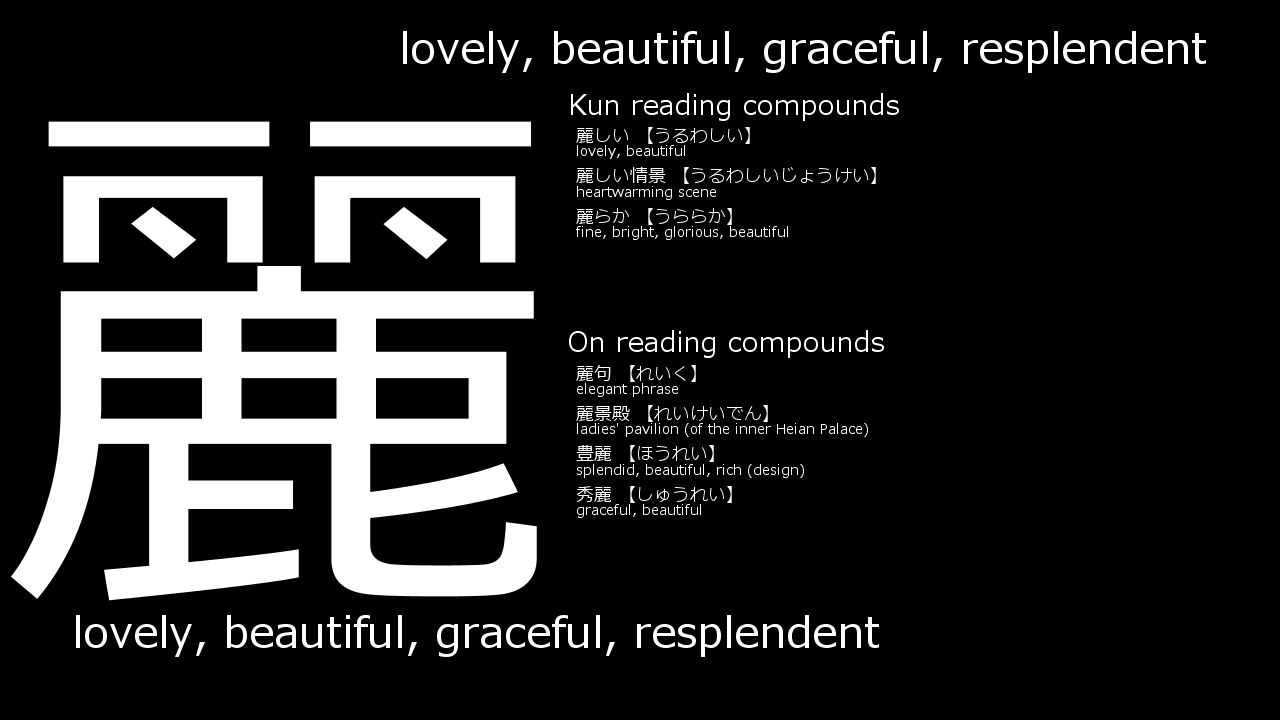 lovely, beautiful, graceful, resplendent
麗
Kun reading compounds
麗しい 【うるわしい】
lovely, beautiful
麗しい情景 【うるわしいじょうけい】
heartwarming scene
麗らか 【うららか】
fine, bright, glorious, beautiful
On reading compounds
麗句 【れいく】
elegant phrase
麗景殿 【れいけいでん】
ladies' pavilion (of the inner Heian Palace)
豊麗 【ほうれい】
splendid, beautiful, rich (design)
秀麗 【しゅうれい】
graceful, beautiful
lovely, beautiful, graceful, resplendent